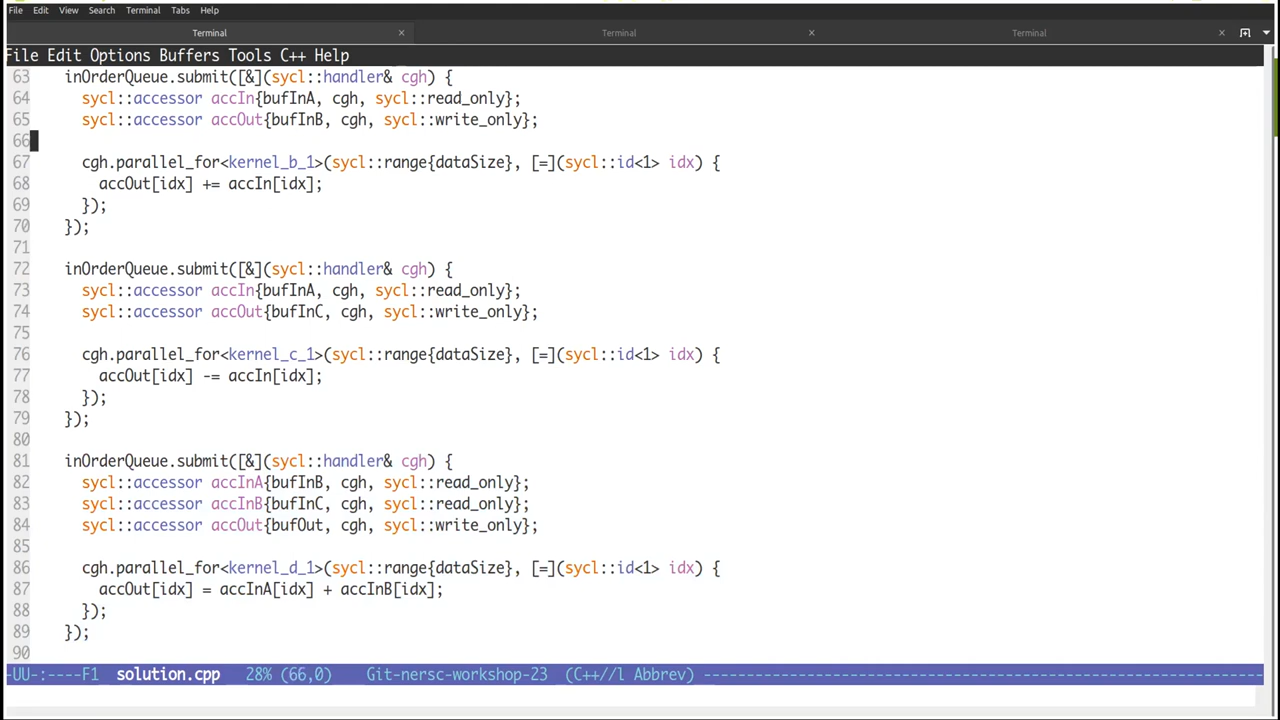 File Edit View Search Terminal Tabs Help
Terminal × Terminal × Terminal ×
File Edit Options Buffers Tools C++ Help
63 inOrderQueue.submit([&](sycl::handler& cgh) {
64 sycl::accessor accIn{bufInA, cgh, sycl::read_only};
65 sycl::accessor accOut{bufInB, cgh, sycl::write_only};
66
67 cgh.parallel_for<kernel_b_1>(sycl::range{dataSize}, [=](sycl::id<1> idx) {
68 accOut[idx] += accIn[idx];
69 });
70 });
71
72 inOrderQueue.submit([&](sycl::handler& cgh) {
73 sycl::accessor accIn{bufInA, cgh, sycl::read_only};
74 sycl::accessor accOut{bufInC, cgh, sycl::write_only};
75
76 cgh.parallel_for<kernel_c_1>(sycl::range{dataSize}, [=](sycl::id<1> idx) {
77 accOut[idx] -= accIn[idx];
78 });
79 });
80
81 inOrderQueue.submit([&](sycl::handler& cgh) {
82 sycl::accessor accInA{bufInB, cgh, sycl::read_only};
83 sycl::accessor accInB{bufInC, cgh, sycl::read_only};
84 sycl::accessor accOut{bufOut, cgh, sycl::write_only};
85
86 cgh.parallel_for<kernel_d_1>(sycl::range{dataSize}, [=](sycl::id<1> idx) {
87 accOut[idx] = accInA[idx] + accInB[idx];
88 });
89 });
90
-UU-:----F1 solution.cpp 28% (66,0) Git-nersc-workshop-23 (C++//l Abbrev) ----------------------------------------------------------------